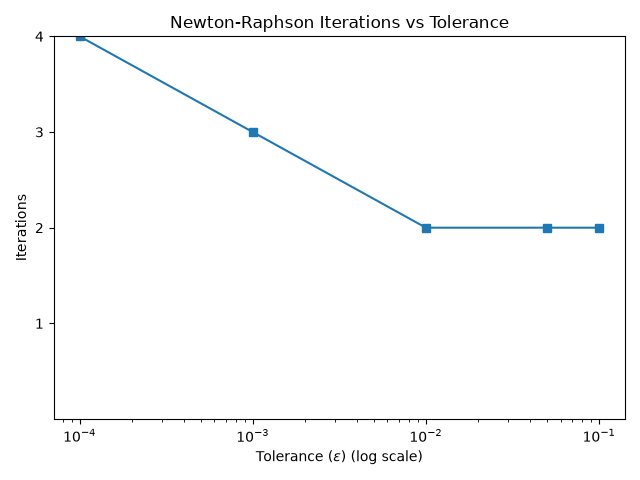 Newton-Raphson Iterations vs Tolerance
4
3
2
1
Iterations
10⁻⁴ 10⁻³ 10⁻² 10⁻¹
Tolerance (ε) (log scale)